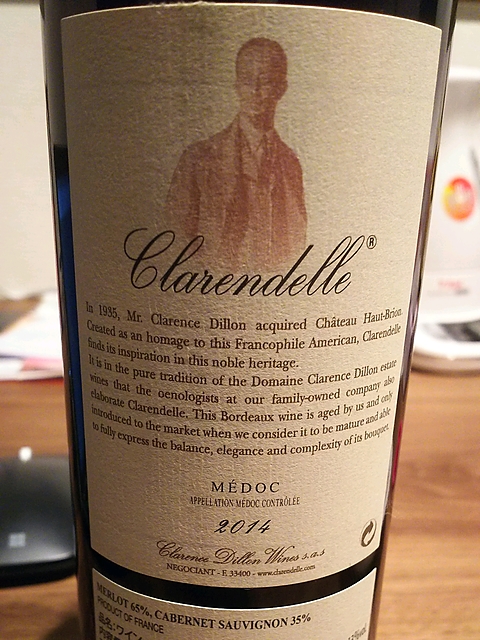 Clarendelle®
In 1935, Mr. Clarence Dillon acquired Château Haut-Brion.
Created as an homage to this Francophile American, Clarendelle
finds its inspiration in this noble heritage.
It is in the pure tradition of the Domaine Clarence Dillon estate
wines that the oenologists at our family-owned company also
elaborate Clarendelle. This Bordeaux wine is aged by us and only
introduced to the market when we consider it to be mature and able
to fully express the balance, elegance and complexity of its bouquet.
MÉDOC
APPELLATION MÉDOC CONTRÔLÉE
2014
Clarence Dillon Wines s.a.s
NEGOCIANT - F. 33400 - www.clarendelle.com
MERLOT 65%, CABERNET SAUVIGNON 35%
PRODUCT OF FRANCE
品名:ワイン